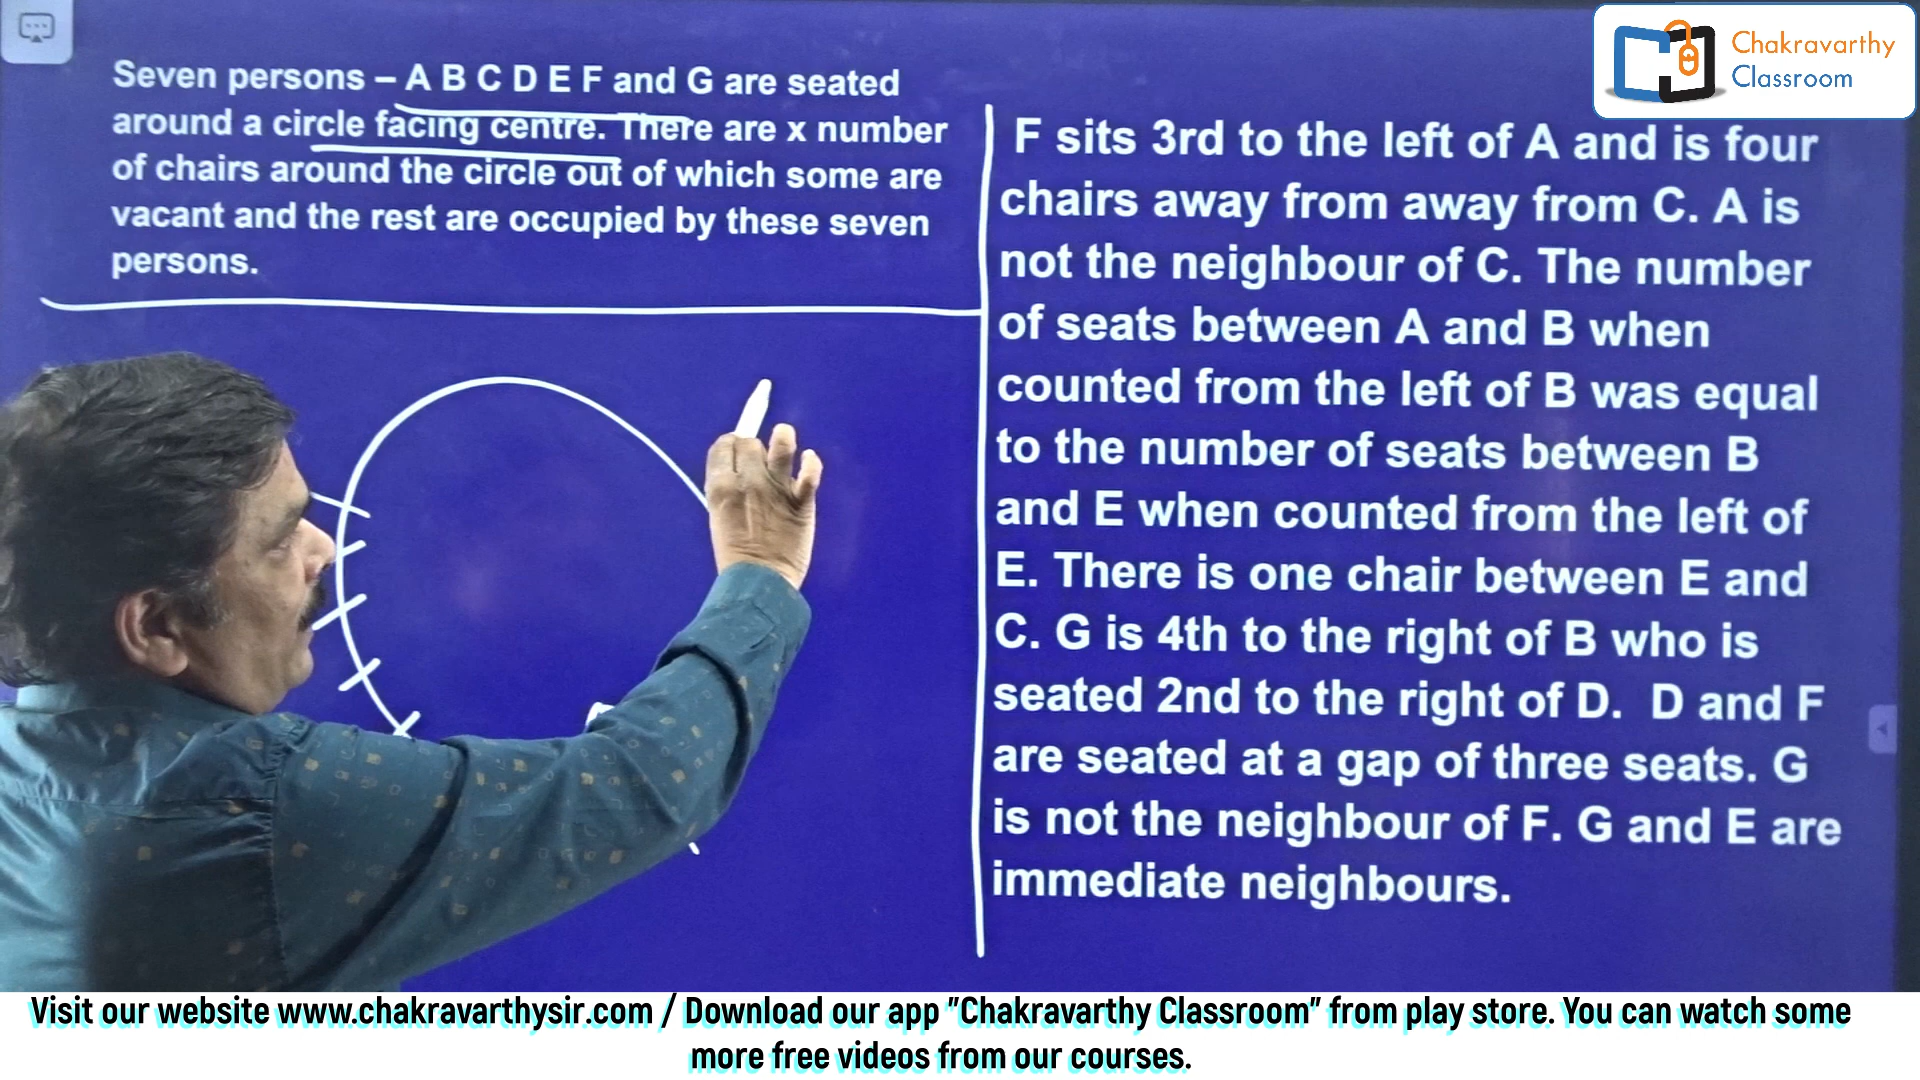 Chakravarthy
Classroom
Seven persons – A B C D E F and G are seated
around a circle facing centre. There are x number
of chairs around the circle out of which some are
vacant and the rest are occupied by these seven
persons.
F sits 3rd to the left of A and is four
chairs away from away from C. A is
not the neighbour of C. The number
of seats between A and B when
counted from the left of B was equal
to the number of seats between B
and E when counted from the left of
E. There is one chair between E and
C. G is 4th to the right of B who is
seated 2nd to the right of D. D and F
are seated at a gap of three seats. G
is not the neighbour of F. G and E are
immediate neighbours.
Visit our website www.chakravarthysir.com / Download our app "Chakravarthy Classroom" from play store. You can watch some
more free videos from our courses.